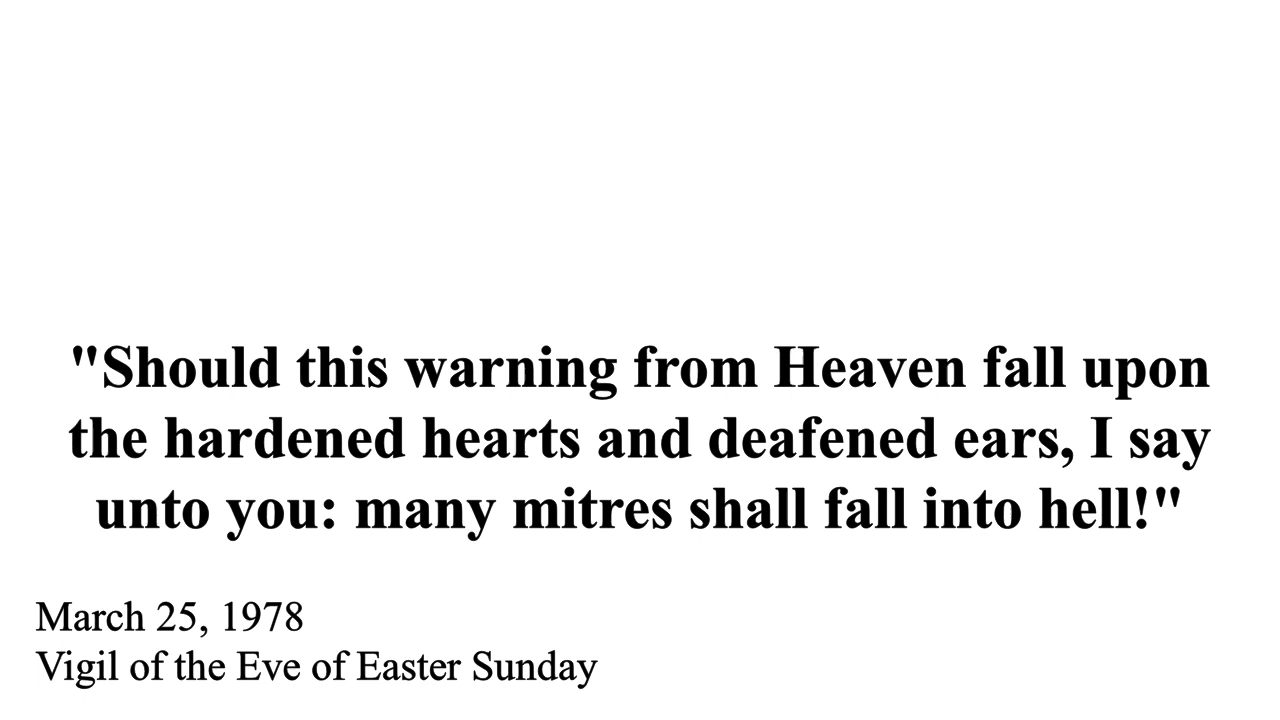 "Should this warning from Heaven fall upon
the hardened hearts and deafened ears, I say
unto you: many mitres shall fall into hell!"
March 25, 1978
Vigil of the Eve of Easter Sunday